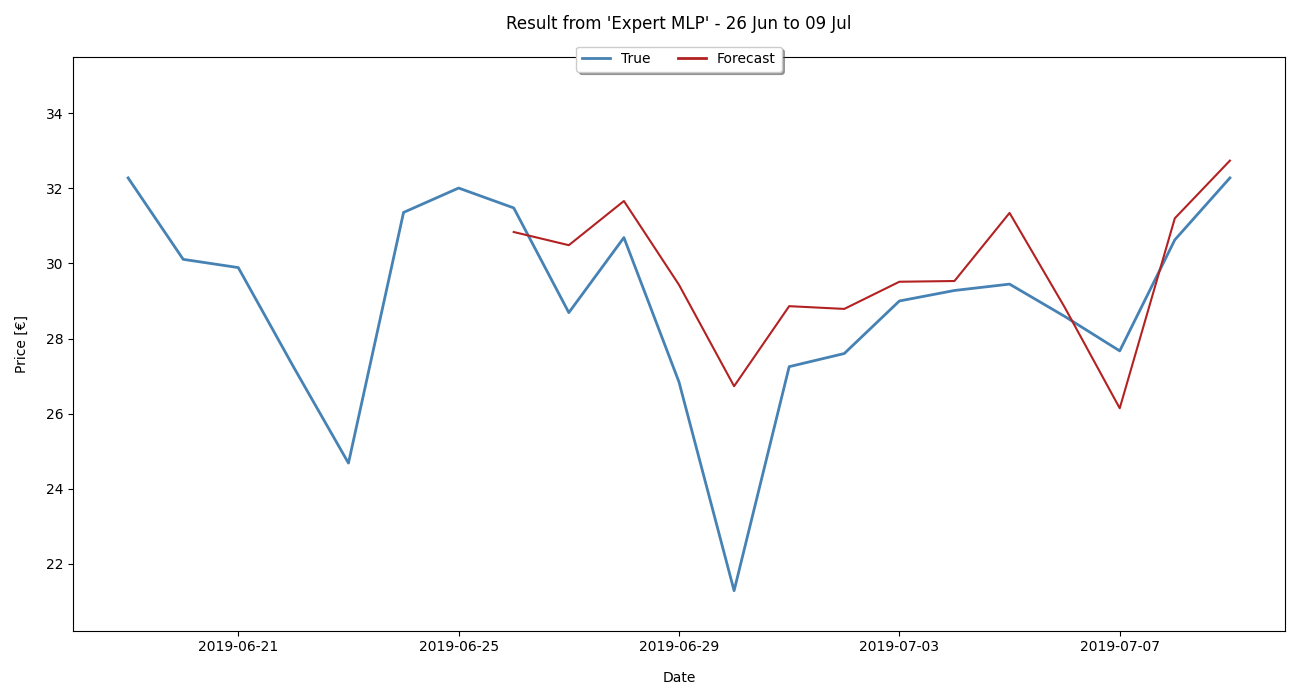 Result from 'Expert MLP' - 26 Jun to 09 Jul
True Forecast
34
32
30
28
26
24
22
Price [€]
2019-06-21 2019-06-25 2019-06-29 2019-07-03 2019-07-07
Date